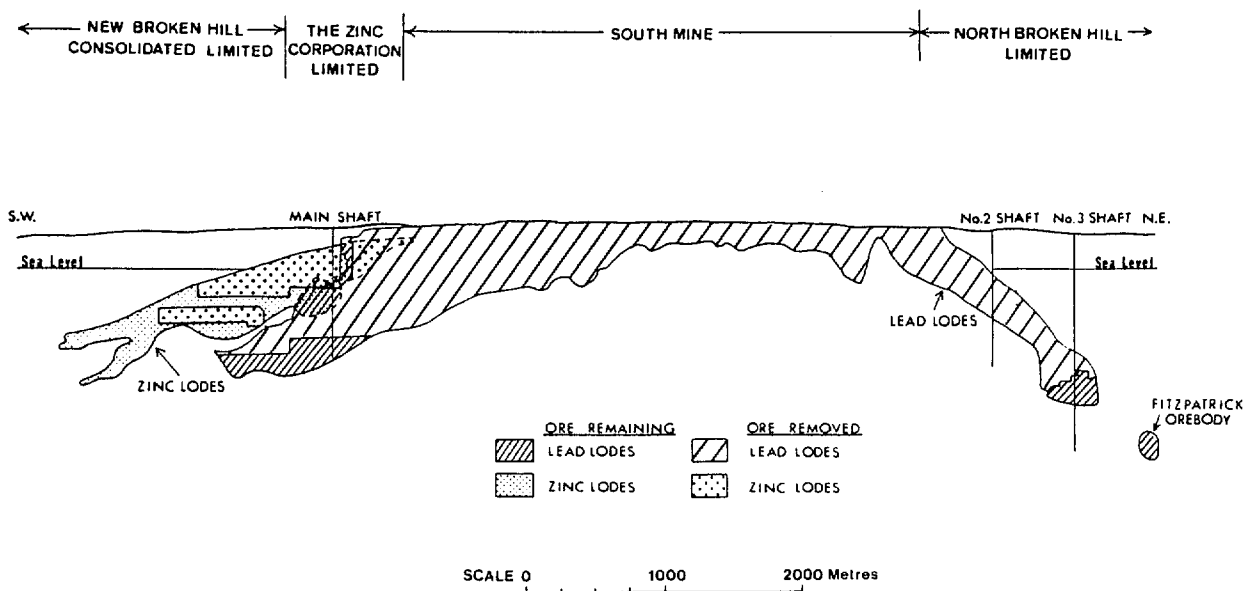 NEW BROKEN HILL
CONSOLIDATED LIMITED
THE ZINC
CORPORATION
LIMITED
SOUTH MINE
NORTH BROKEN HILL
LIMITED
S.W.
MAIN SHAFT
No.2 SHAFT No.3 SHAFT N.E.
Sea Level
Sea Level
LEAD LODES
ZINC LODES
FITZPATRICK
OREBODY
ORE REMAINING
ORE REMOVED
LEAD LODES
LEAD LODES
ZINC LODES
ZINC LODES
SCALE 0 1000 2000 Metres